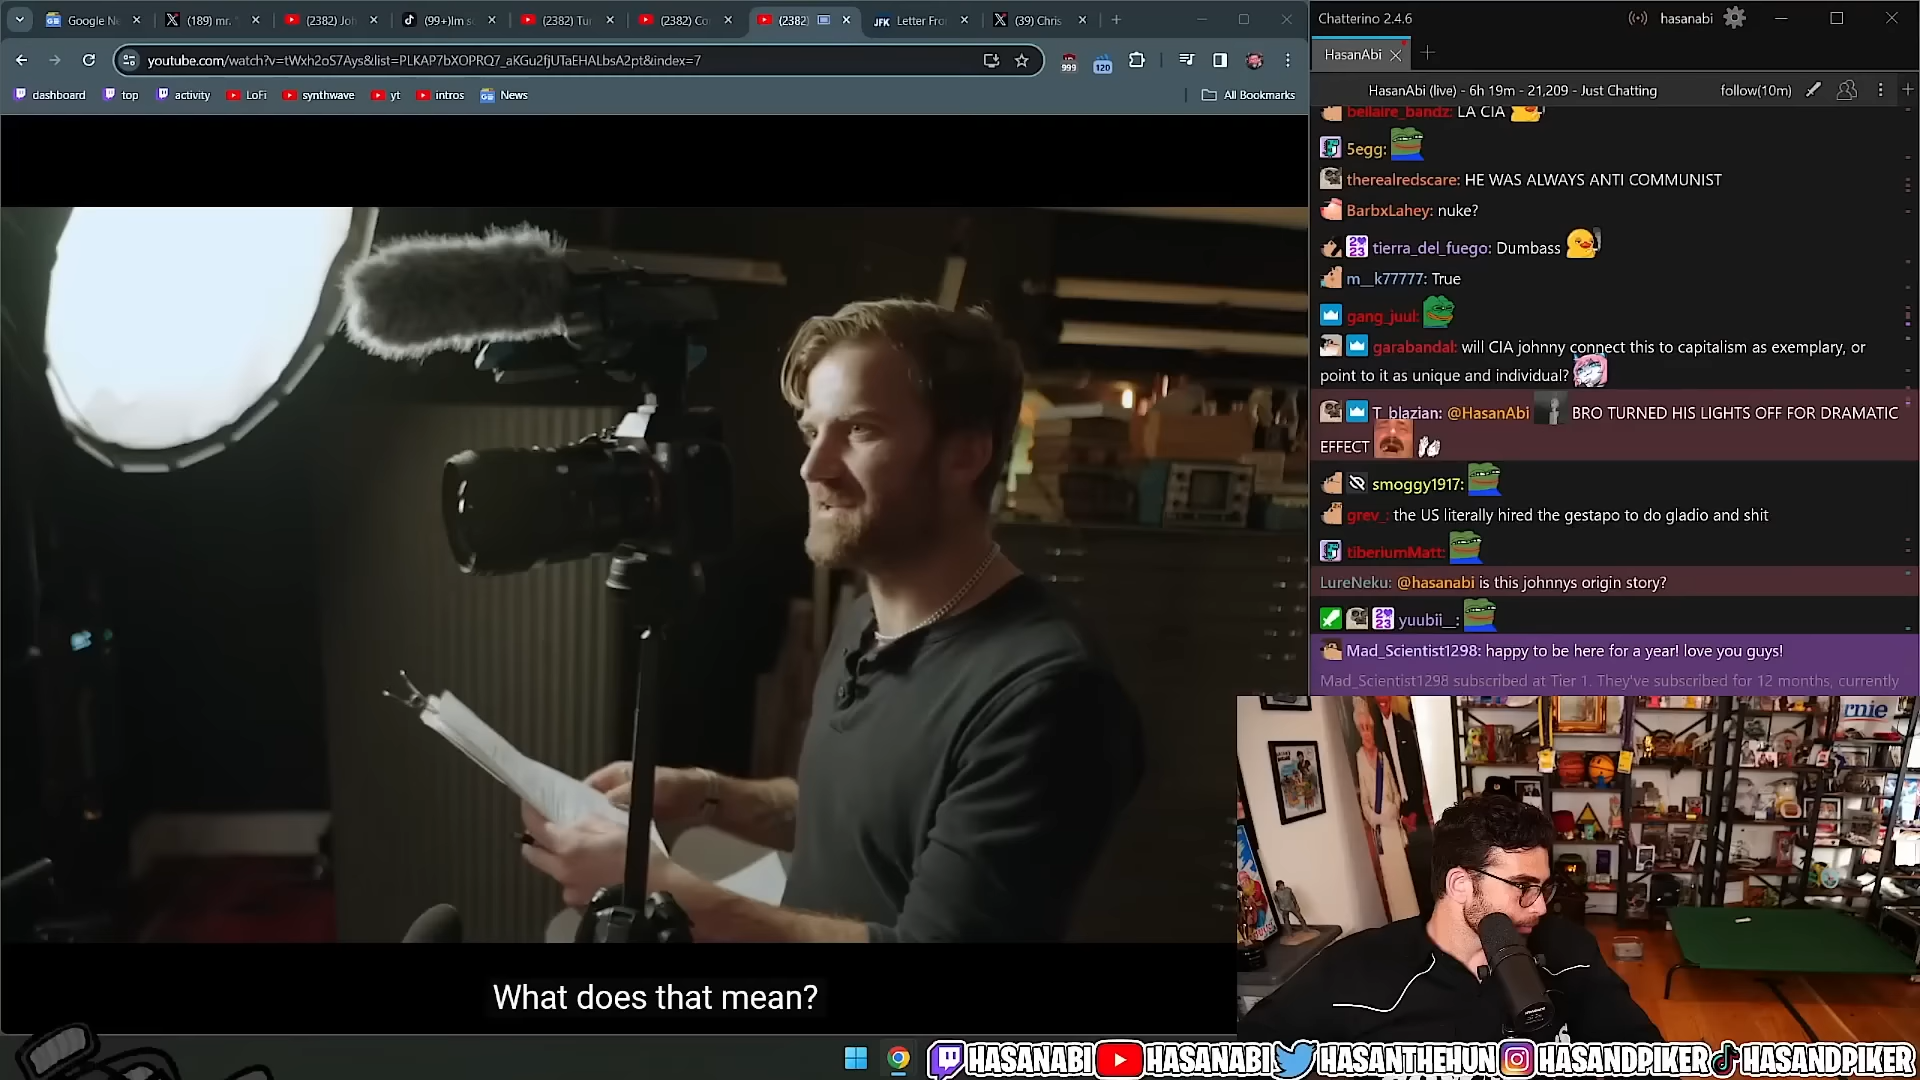 Google Ne
(189) mr.
(2382) Joh
(99+)Im so
(2382) Tur
(2382) Co
(2382)
JFK Letter Fro
(39) Chris
youtube.com/watch?v=tWxh2oS7Ays&list=PLKAP7bXOPRQ7_aKGu2fjUTaEHALbsA2pt&index=7
999
120
dashboard
top
activity
LoFi
synthwave
yt
intros
News
All Bookmarks
What does that mean?
Chatterino 2.4.6
hasanabi
HasanAbi
HasanAbi (live) - 6h 19m - 21,209 - Just Chatting
follow(10m)
bellaire_bandz: LA CIA
5egg:
therealredscare: HE WAS ALWAYS ANTI COMMUNIST
BarbxLahey: nuke?
tierra_del_fuego: Dumbass
m__k77777: True
gang_juul:
garabandal: will CIA johnny connect this to capitalism as exemplary, or
point to it as unique and individual?
T_blazian: @HasanAbi BRO TURNED HIS LIGHTS OFF FOR DRAMATIC
EFFECT
smoggy1917:
grev_: the US literally hired the gestapo to do gladio and shit
tiberiumMatt:
LureNeku: @hasanabi is this johnnys origin story?
yuubii__:
Mad_Scientist1298: happy to be here for a year! love you guys!
Mad_Scientist1298 subscribed at Tier 1. They've subscribed for 12 months, currently
rnie
HASANABI
HASANABI
HASANTHEHUN
HASANDPIKER
HASANDPIKER